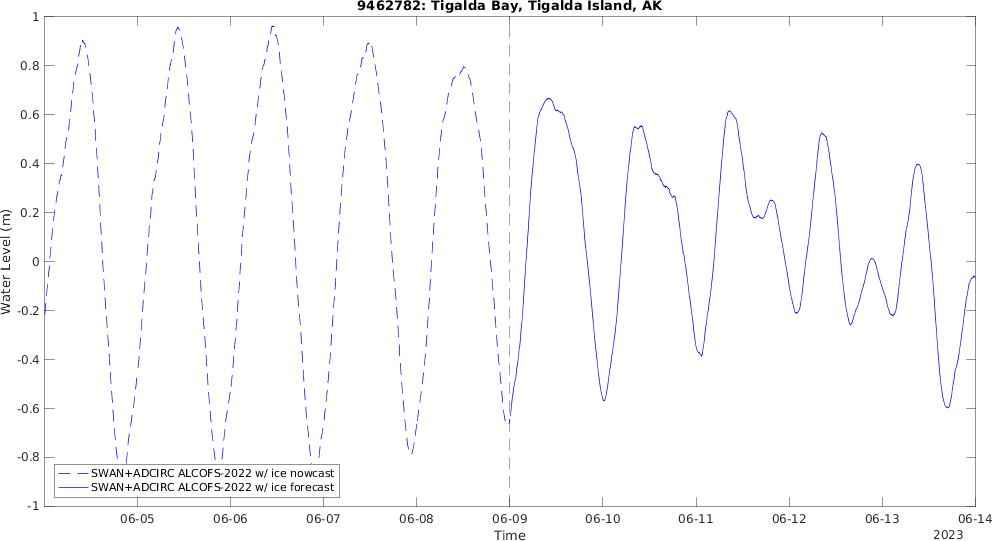 9462782: Tigalda Bay, Tigalda Island, AK
1
0.8
0.6
0.4
0.2
0
-0.2
-0.4
-0.6
-0.8
-1
Water Level (m)
SWAN+ADCIRC ALCOFS-2022 w/ ice nowcast
SWAN+ADCIRC ALCOFS-2022 w/ ice forecast
06-05 06-06 06-07 06-08 06-09 06-10 06-11 06-12 06-13 06-14
Time
2023